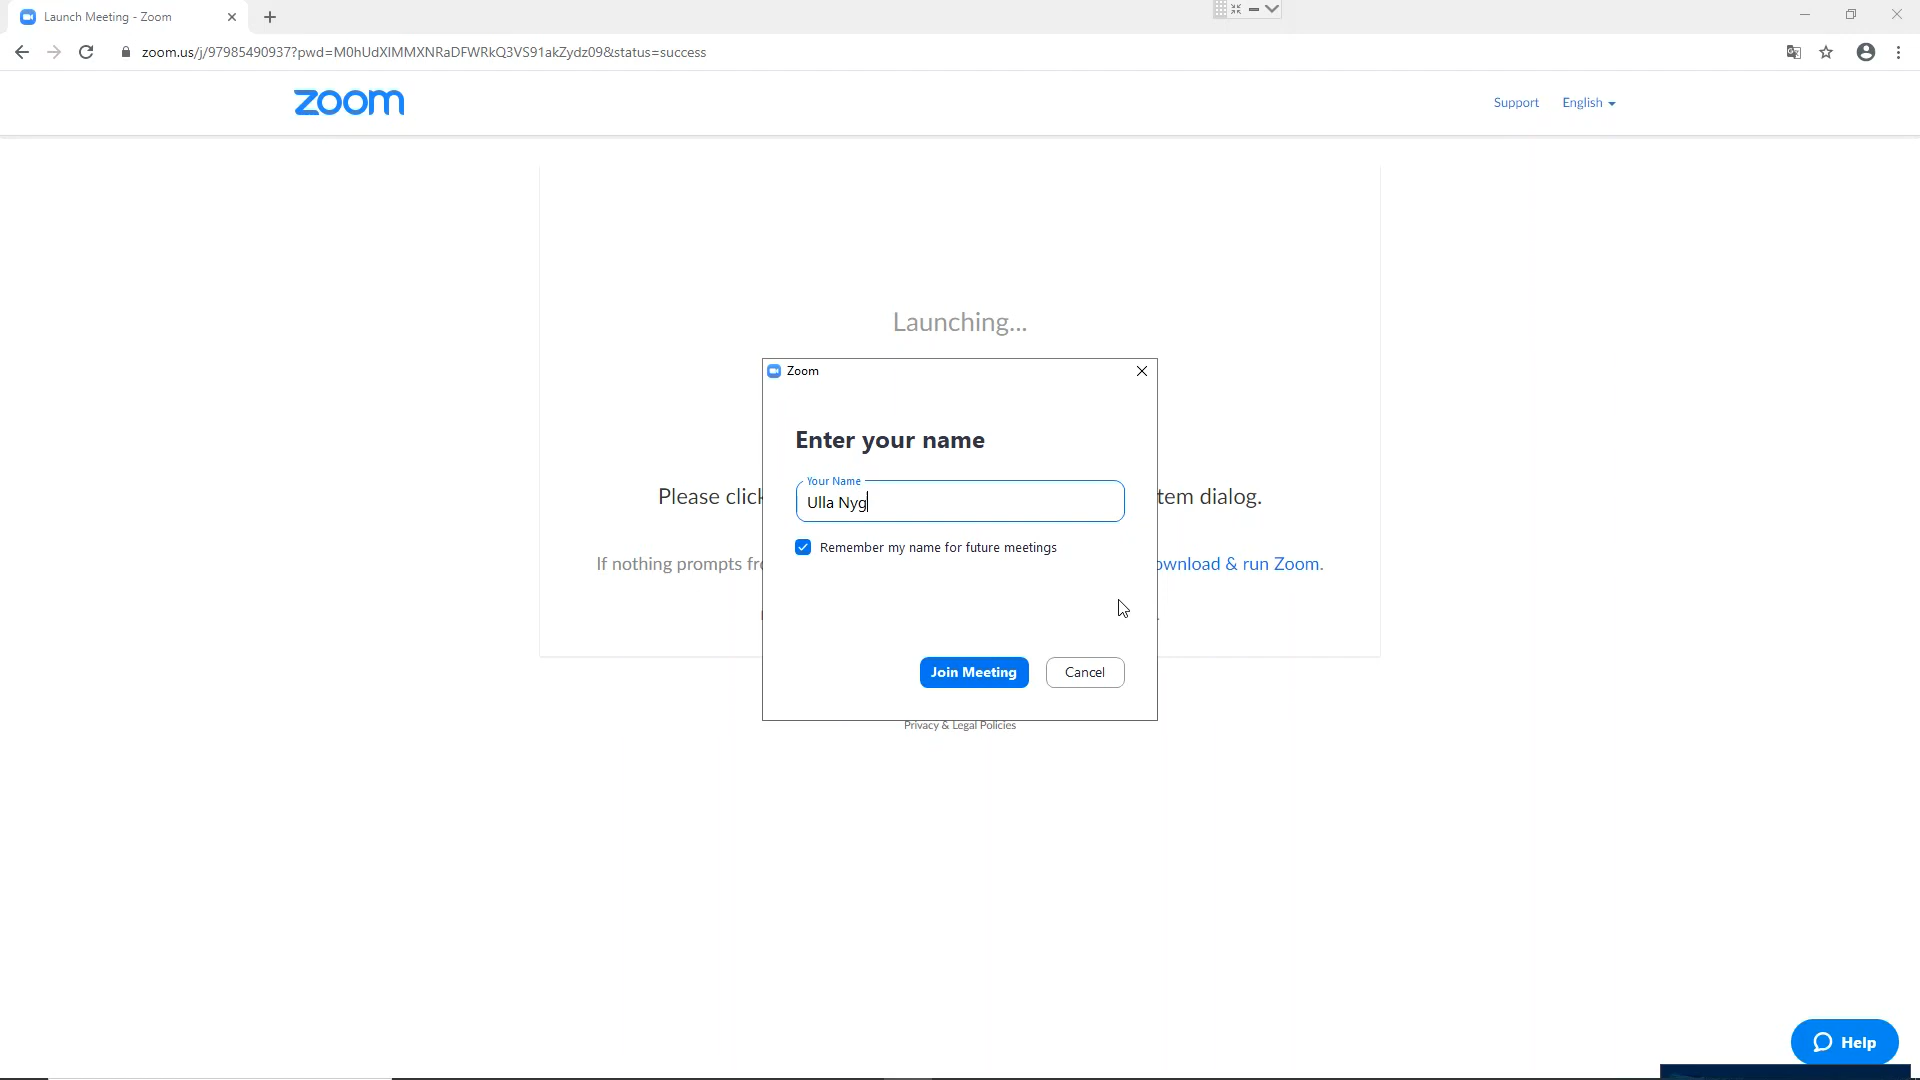 Launch Meeting - Zoom
zoom.us/j/97985490937?pwd=M0hUdXlMMXNRaDFWRkQ3VS91akZydz09&status=success
zoom
Support English
Launching...
Zoom
Enter your name
Your Name
Please click
Ulla Nyg
tem dialog.
Remember my name for future meetings
If nothing prompts fro
ownload & run Zoom.
Join Meeting Cancel
Privacy & Legal Policies
Help